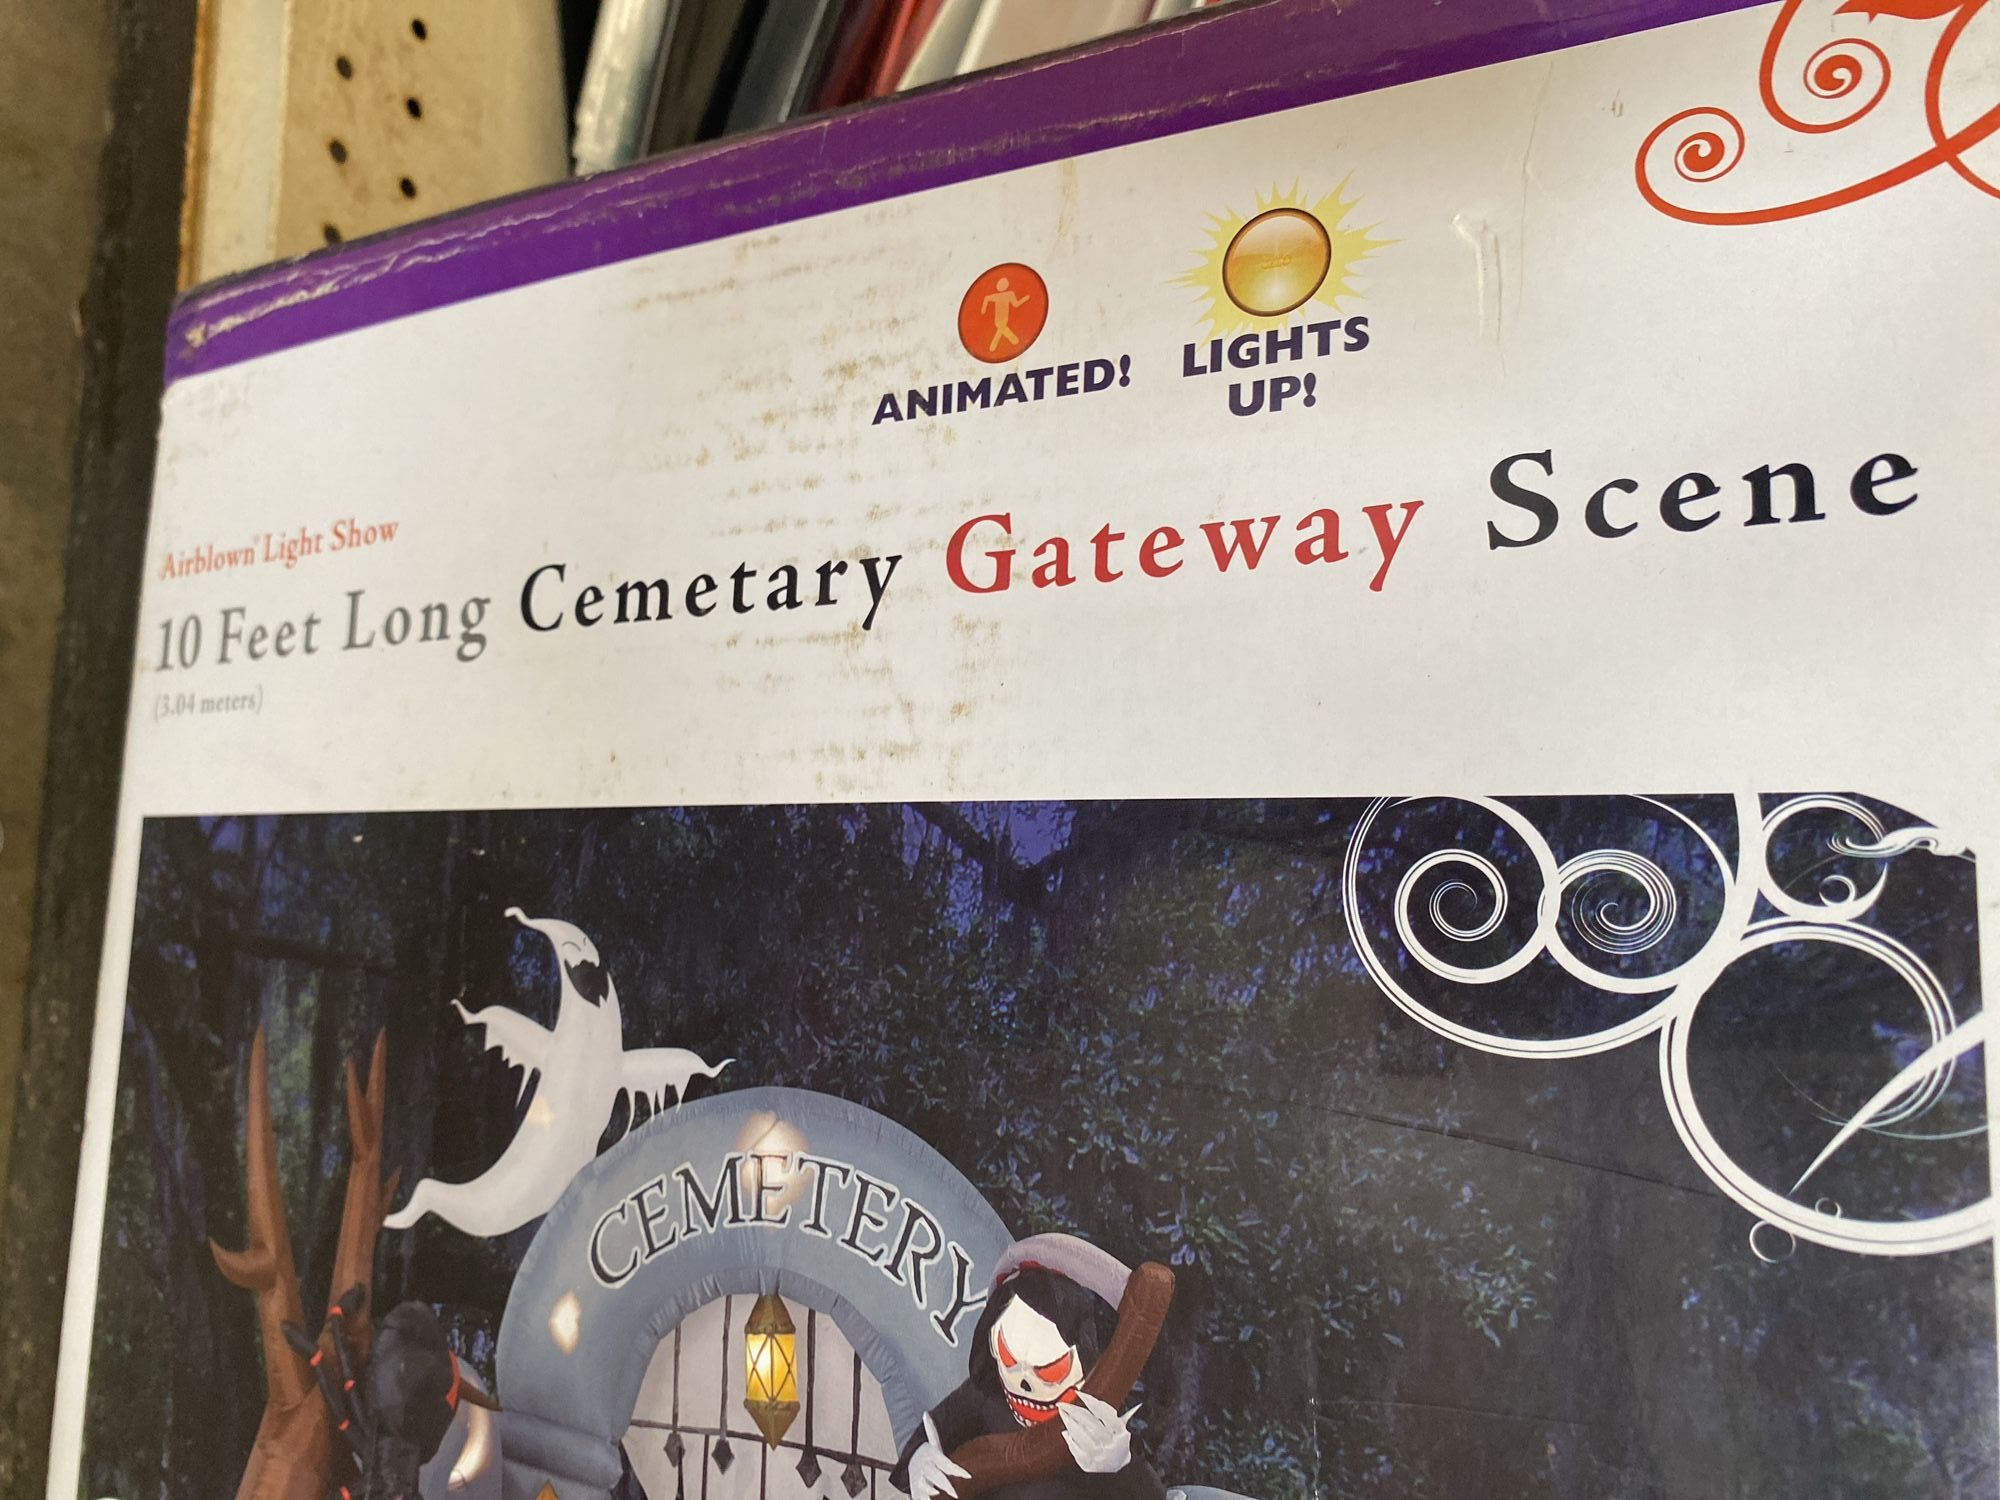 ANIMATED!
LIGHTS
UP!
Airblown® Light Show
10 Feet Long Cemetary Gateway Scene
(3.04 meters)
CEMETERY